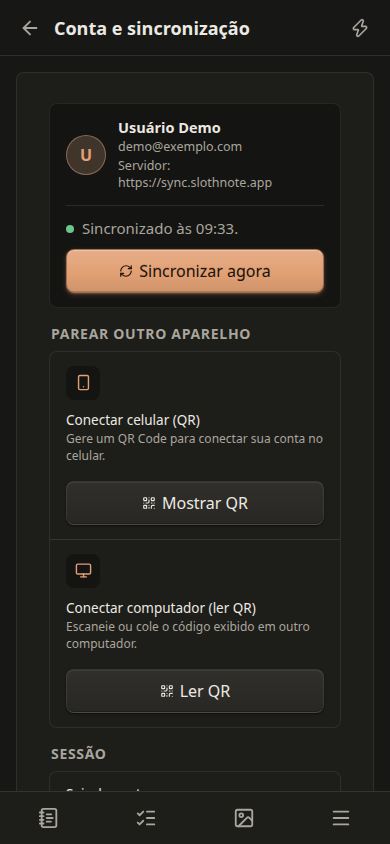 Conta e sincronização
U
Usuário Demo
demo@exemplo.com
Servidor:
https://sync.slothnote.app
Sincronizado às 09:33.
Sincronizar agora
PAREAR OUTRO APARELHO
Conectar celular (QR)
Gere um QR Code para conectar sua conta no
celular.
Mostrar QR
Conectar computador (ler QR)
Escaneie ou cole o código exibido em outro
computador.
Ler QR
SESSÃO